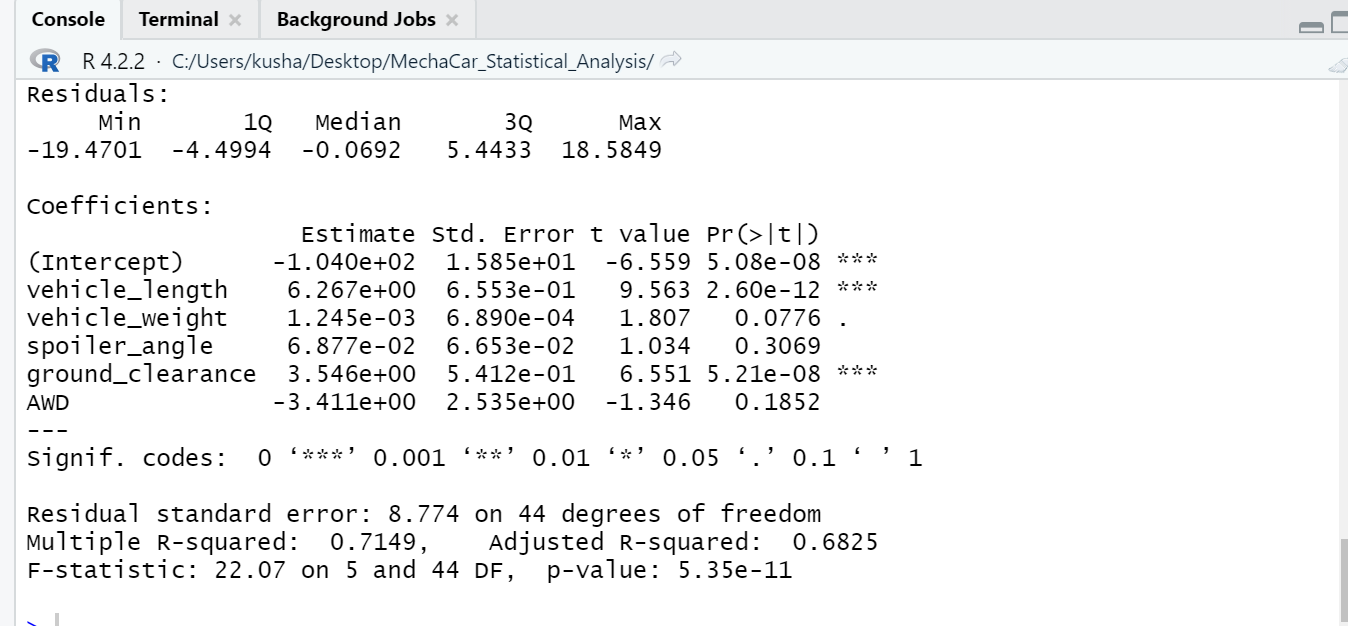 Console Terminal Background Jobs
R R 4.2.2 · C:/Users/kusha/Desktop/MechaCar_Statistical_Analysis/
Residuals:
     Min       1Q   Median       3Q      Max
-19.4701  -4.4994  -0.0692   5.4433  18.5849

Coefficients:
                   Estimate Std. Error t value Pr(>|t|)
(Intercept)      -1.040e+02  1.585e+01  -6.559 5.08e-08 ***
vehicle_length    6.267e+00  6.553e-01   9.563 2.60e-12 ***
vehicle_weight    1.245e-03  6.890e-04   1.807   0.0776 .
spoiler_angle     6.877e-02  6.653e-02   1.034   0.3069
ground_clearance  3.546e+00  5.412e-01   6.551 5.21e-08 ***
AWD              -3.411e+00  2.535e+00  -1.346   0.1852
---
Signif. codes:  0 ‘***’ 0.001 ‘**’ 0.01 ‘*’ 0.05 ‘.’ 0.1 ‘ ’ 1

Residual standard error: 8.774 on 44 degrees of freedom
Multiple R-squared:  0.7149,    Adjusted R-squared:  0.6825
F-statistic: 22.07 on 5 and 44 DF,  p-value: 5.35e-11

>